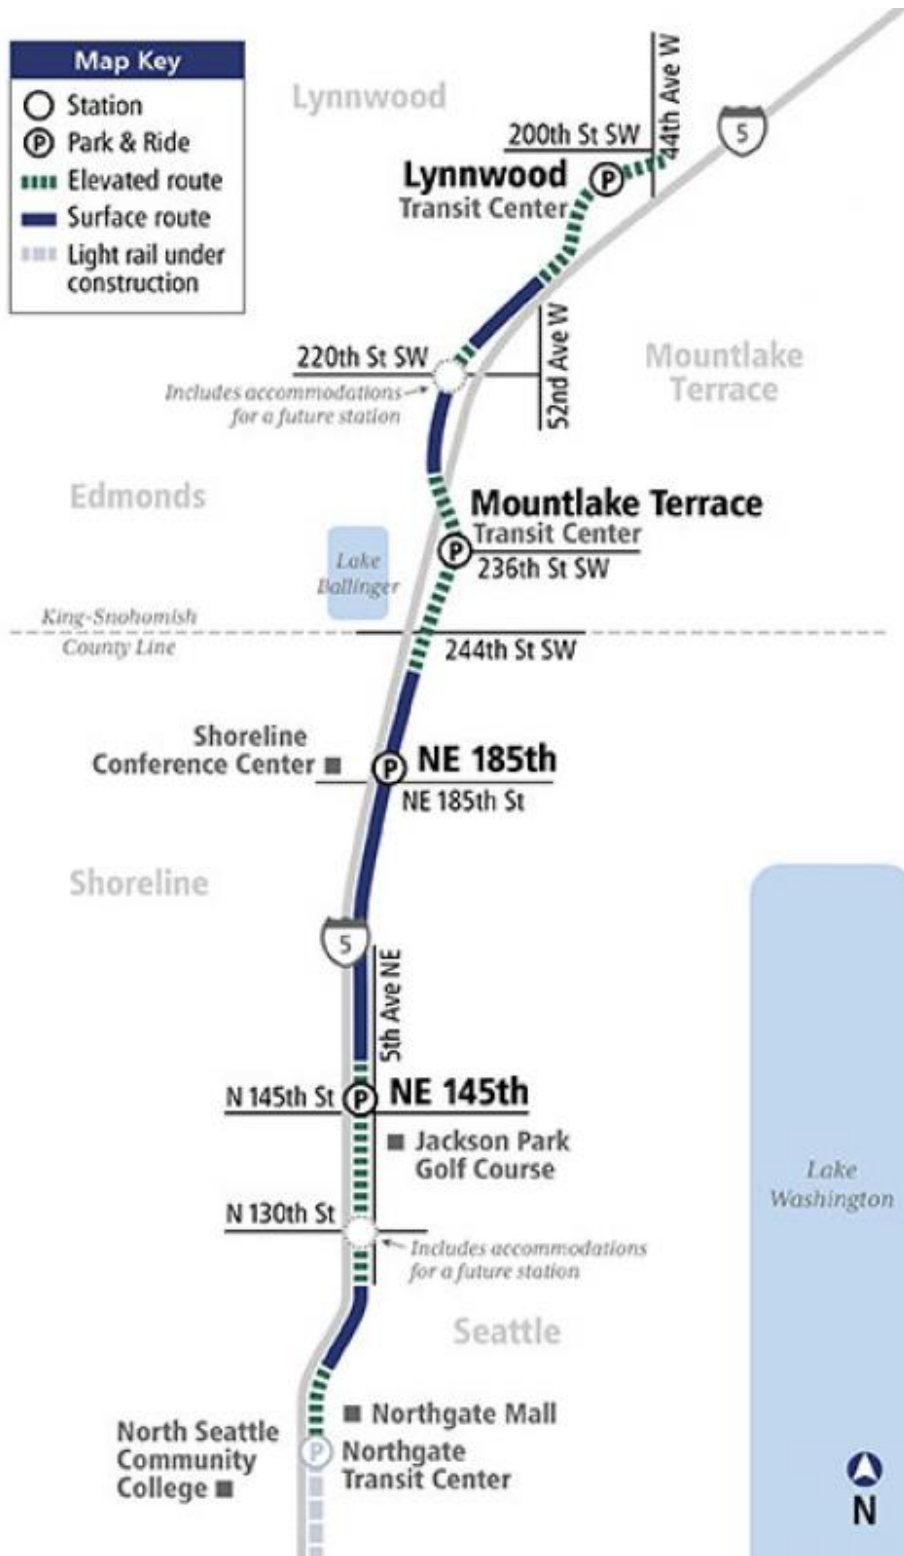 Map Key
Station
P Park & Ride
Elevated route
Surface route
Light rail under
construction
Lynnwood
44th Ave W
5
200th St SW
Lynnwood
P
Transit Center
52nd Ave W
220th St SW
Includes accommodations
for a future station
Mountlake
Terrace
Edmonds
Mountlake Terrace
Transit Center
P
236th St SW
Lake
Ballinger
King-Snohomish
County Line
244th St SW
Shoreline
Conference Center
P
NE 185th
NE 185th St
Shoreline
5
5th Ave NE
N 145th St
P
NE 145th
Jackson Park
Golf Course
Lake
Washington
N 130th St
Includes accommodations
for a future station
Seattle
Northgate Mall
North Seattle
Community
College
P
Northgate
Transit Center
N